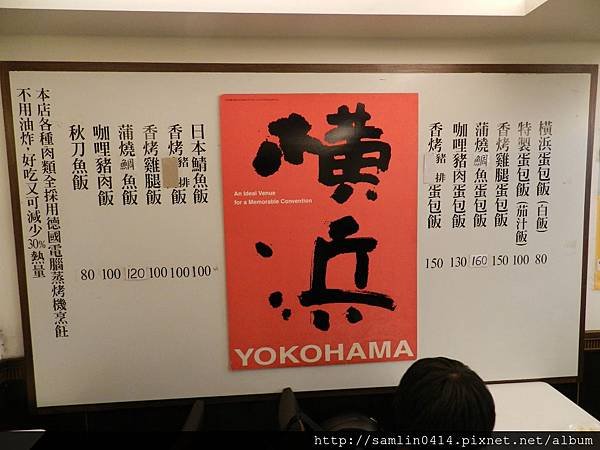 橫浜蛋包飯(白飯) 80
特製蛋包飯(茄汁飯) 100
香烤雞腿蛋包飯 150
蒲燒鯛魚蛋包飯 160
咖哩豬肉蛋包飯 130
香烤豬排蛋包飯 150
橫浜
An Ideal Venue
for a Memorable Convention
YOKOHAMA
日本鯖魚飯 100
香烤豬排飯 100
香烤雞腿飯 100
蒲燒鯛魚飯 120
咖哩豬肉飯 100
秋刀魚飯 80
本店各種肉類全採用德國電腦蒸烤機烹飪
不用油炸,好吃又可減少30%熱量
http://samlin0414.pixnet.net/album